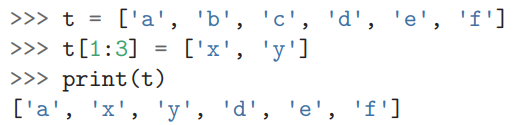 >>> t = ['a', 'b', 'c', 'd', 'e', 'f']
>>> t[1:3] = ['x', 'y']
>>> print(t)
['a', 'x', 'y', 'd', 'e', 'f']